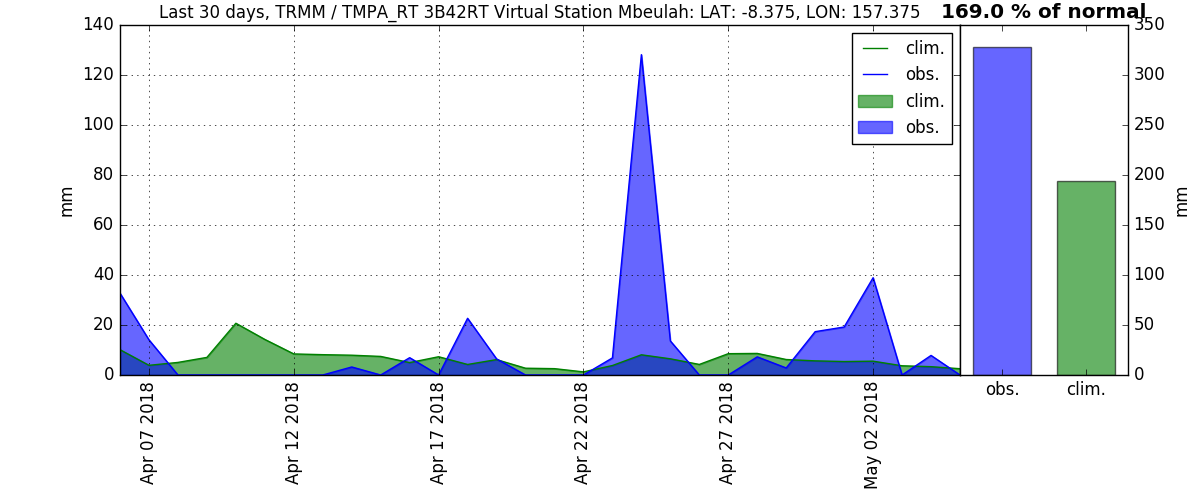 Last 30 days, TRMM / TMPA_RT 3B42RT Virtual Station Mbeulah: LAT: -8.375, LON: 157.375
169.0 % of normal
140
120
100
80
60
40
20
0
mm
clim.
obs.
clim.
obs.
350
300
250
200
150
100
50
0
mm
Apr 07 2018
Apr 12 2018
Apr 17 2018
Apr 22 2018
Apr 27 2018
May 02 2018
obs.
clim.